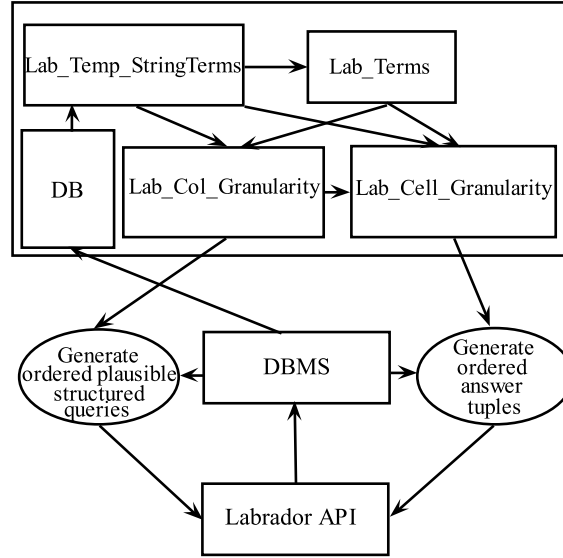 Lab_Temp_StringTerms
Lab_Terms
DB
Lab_Col_Granularity
Lab_Cell_Granularity
Generate
ordered plausible
structured
queries
DBMS
Generate
ordered
answer
tuples
Labrador API